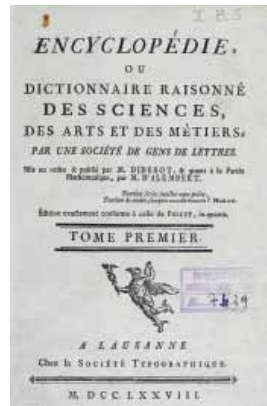 ENCYCLOPÉDIE,
OU
DICTIONNAIRE RAISONNÉ
DES SCIENCES,
DES ARTS ET DES MÉTIERS,
PAR UNE SOCIÉTÉ DE GENS DE LETTRES.
Mis en ordre & publié par M. DIDEROT, & quant à la Partie
Mathématique, par M. D'ALEMBERT.
Édition exactement conforme à celle de PELLET, in-quarto.
TOME PREMIER.
A LAUSANNE
Chez la SOCIÉTÉ TYPOGRAPHIQUE.
M. DCC. LXXVIII.